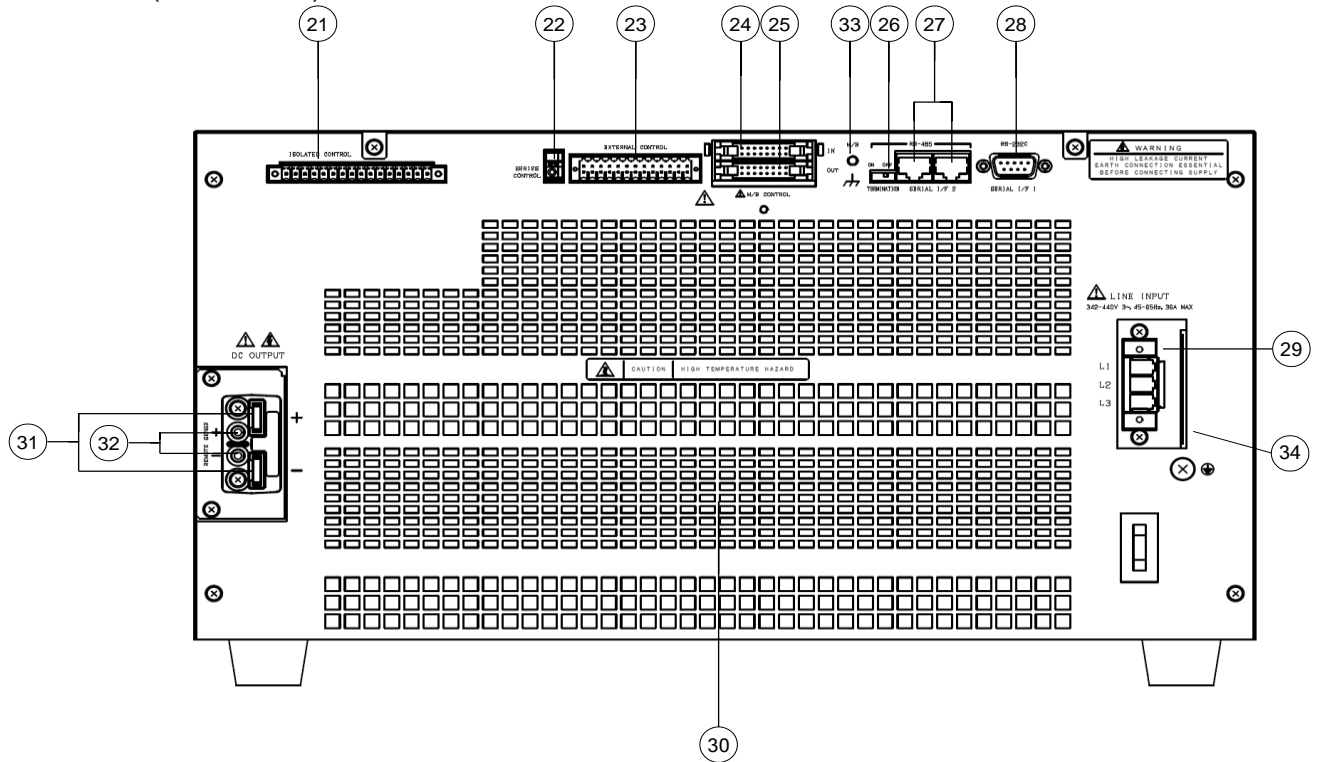 21
22
23
24
25
33
26
27
28
ISOLATED CONTROL
SERIES
CONTROL
EXTERNAL CONTROL
IN
OUT
M/S CONTROL
M/S
RS-485
ON OFF
TERMINATION
SERIAL I/F 2
RS-232C
SERIAL I/F 1
WARNING
HIGH LEAKAGE CURRENT
EARTH CONNECTION ESSENTIAL
BEFORE CONNECTING SUPPLY
LINE INPUT
342-440V 3~, 45-65Hz, 36A MAX
29
L1
L2
L3
34
DC OUTPUT
CAUTION HIGH TEMPERATURE HAZARD
31
32
REMOTE SENSE
+
−
+
−
30